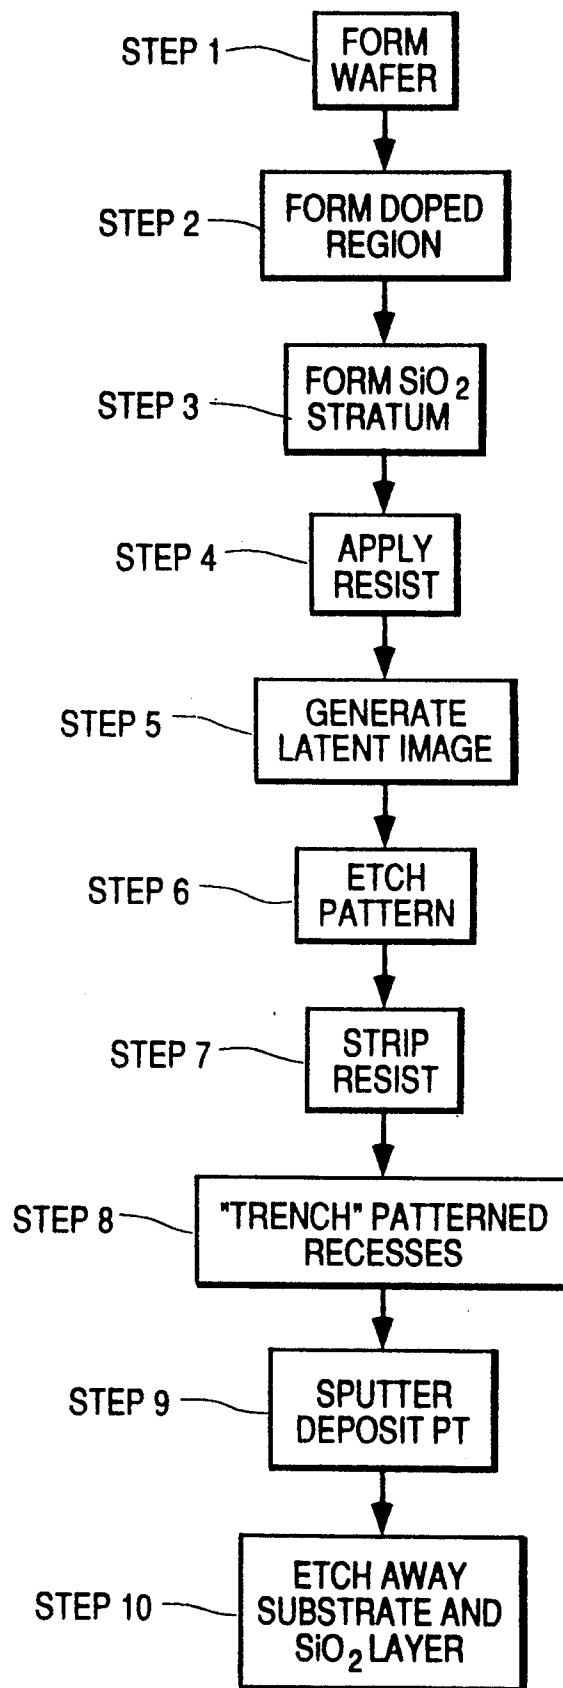 STEP 1
FORM
WAFER
STEP 2
FORM DOPED
REGION
STEP 3
FORM SiO2
STRATUM
STEP 4
APPLY
RESIST
STEP 5
GENERATE
LATENT IMAGE
STEP 6
ETCH
PATTERN
STEP 7
STRIP
RESIST
STEP 8
"TRENCH" PATTERNED
RECESSES
STEP 9
SPUTTER
DEPOSIT PT
STEP 10
ETCH AWAY
SUBSTRATE AND
SiO2 LAYER